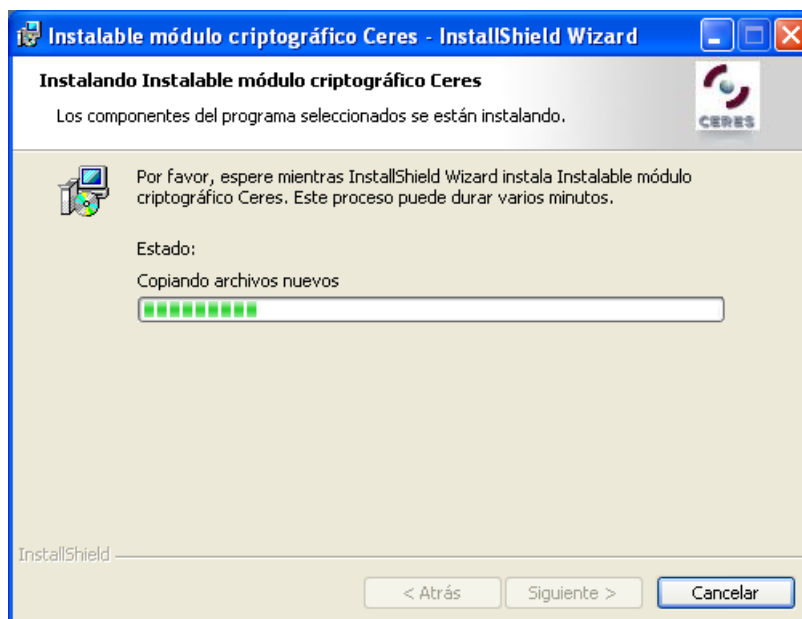 Instalable módulo criptográfico Ceres - InstallShield Wizard
Instalando Instalable módulo criptográfico Ceres
Los componentes del programa seleccionados se están instalando.
CERES
Por favor, espere mientras InstallShield Wizard instala Instalable módulo
criptográfico Ceres. Este proceso puede durar varios minutos.
Estado:
Copiando archivos nuevos
InstallShield
< Atrás
Siguiente >
Cancelar